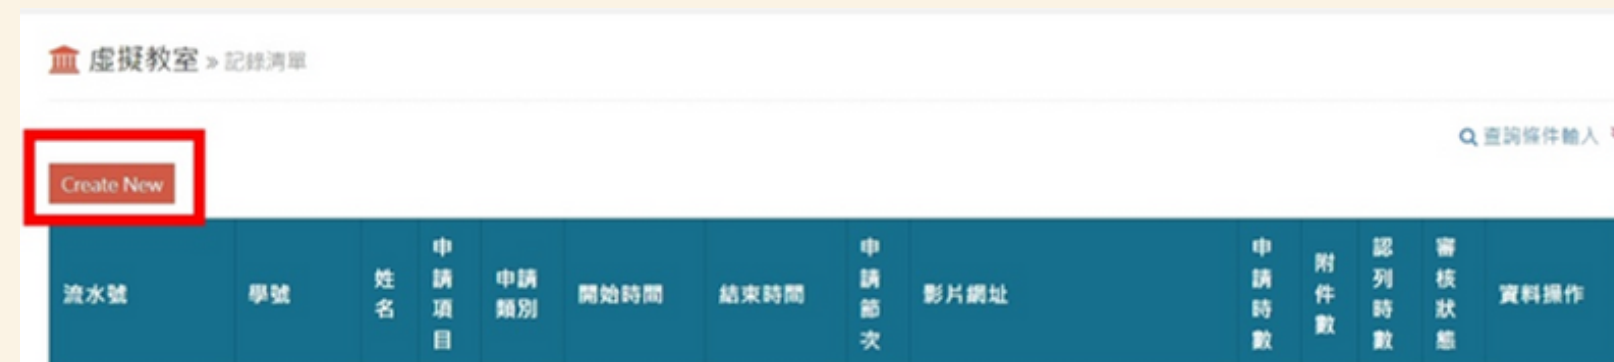 虛擬教室 » 記錄清單
查詢條件輸入
Create New
流水號
學號
姓名
申請項目
申請類別
開始時間
結束時間
申請節次
影片網址
申請時數
附件數
認列時數
審核狀態
資料操作